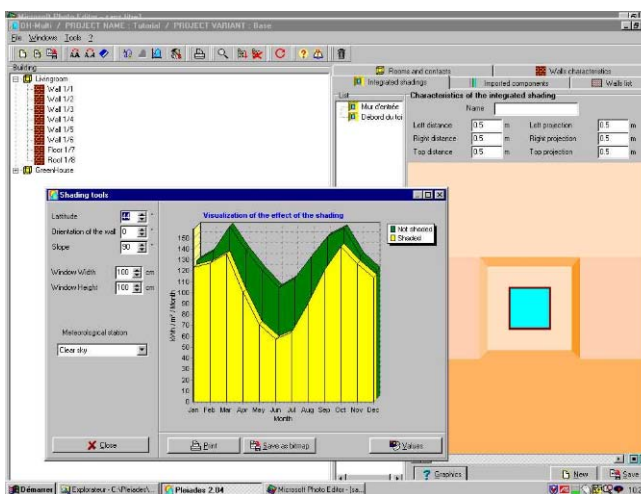 Microsoft Photo Editor - [sans titre]
DH-Multi / PROJECT NAME : Tutorial / PROJECT VARIANT : Base
File Windows Tools ?
Building
Livingroom
Wall 1/1
Wall 1/2
Wall 1/3
Wall 1/4
Wall 1/5
Wall 1/6
Floor 1/7
Roof 1/8
GreenHouse
Rooms and contacts
Walls characteristics
Integrated shadings
Imported components
Walls list
List
Mur d'entrée
Débord du toi
Characteristics of the integrated shading
Name
Left distance 0.5 m Left projection 0.5 m
Right distance 0.5 m Right projection 0.5 m
Top distance 0.5 m Top projection 0.5 m
Shading tools
Latitude 44 °
Orientation of the wall 0 °
Slope 90 °
Window Width 100 cm
Window Height 100 cm
Meteorological station
Clear sky
Close
Visualization of the effect of the shading
Not shaded
Shaded
kWh / m² / Month
150
140
130
120
110
100
90
80
70
60
50
40
30
20
10
0
Jan Feb Mar Apr May Jun Jul Aug Sep Oct Nov Dec
Month
Print
Save as bitmap
Values
? Graphics
New
Save
Démarrer
Explorateur - C:\Pleiades\...
Pleiades 2.04
Microsoft Photo Editor - [sa...